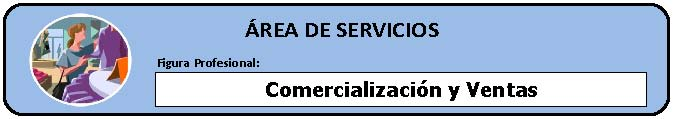 ÁREA DE SERVICIOS
Figura Profesional:
Comercialización y Ventas